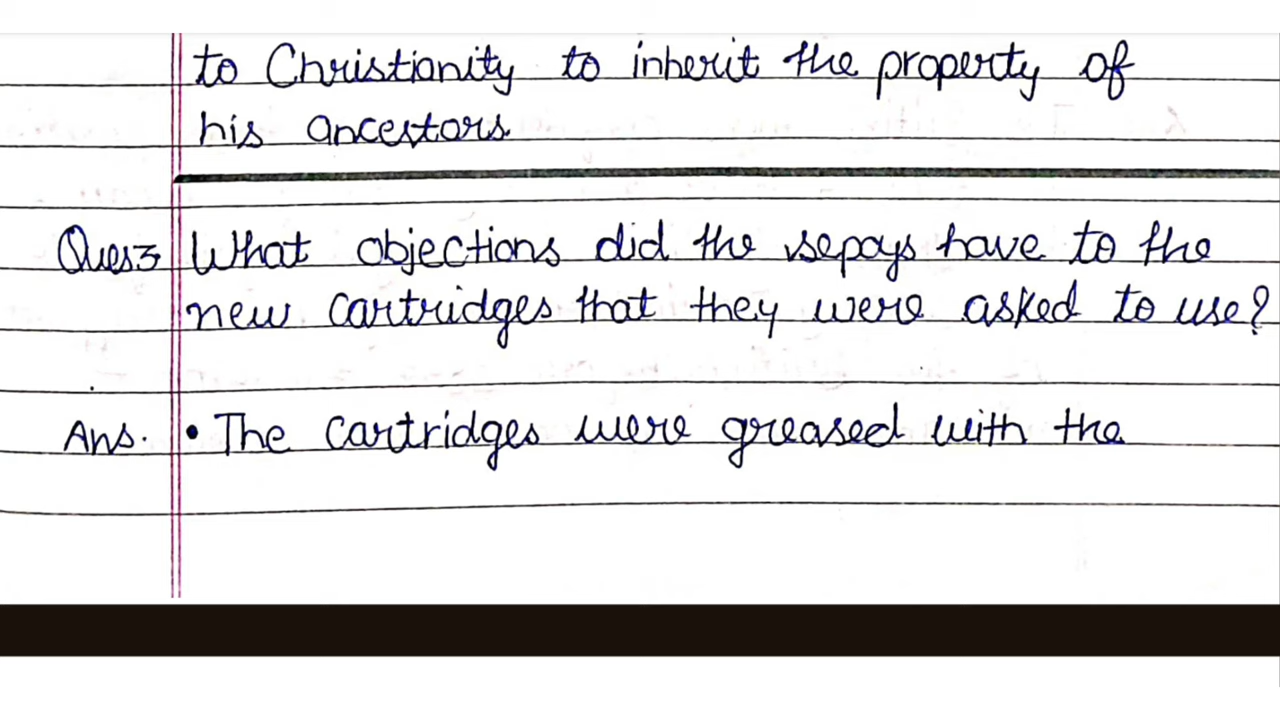 to Christianity to inherit the property of
his ancestors.
Ques3 What objections did the sepoys have to the
new cartridges that they were asked to use?
Ans. • The cartridges were greased with the